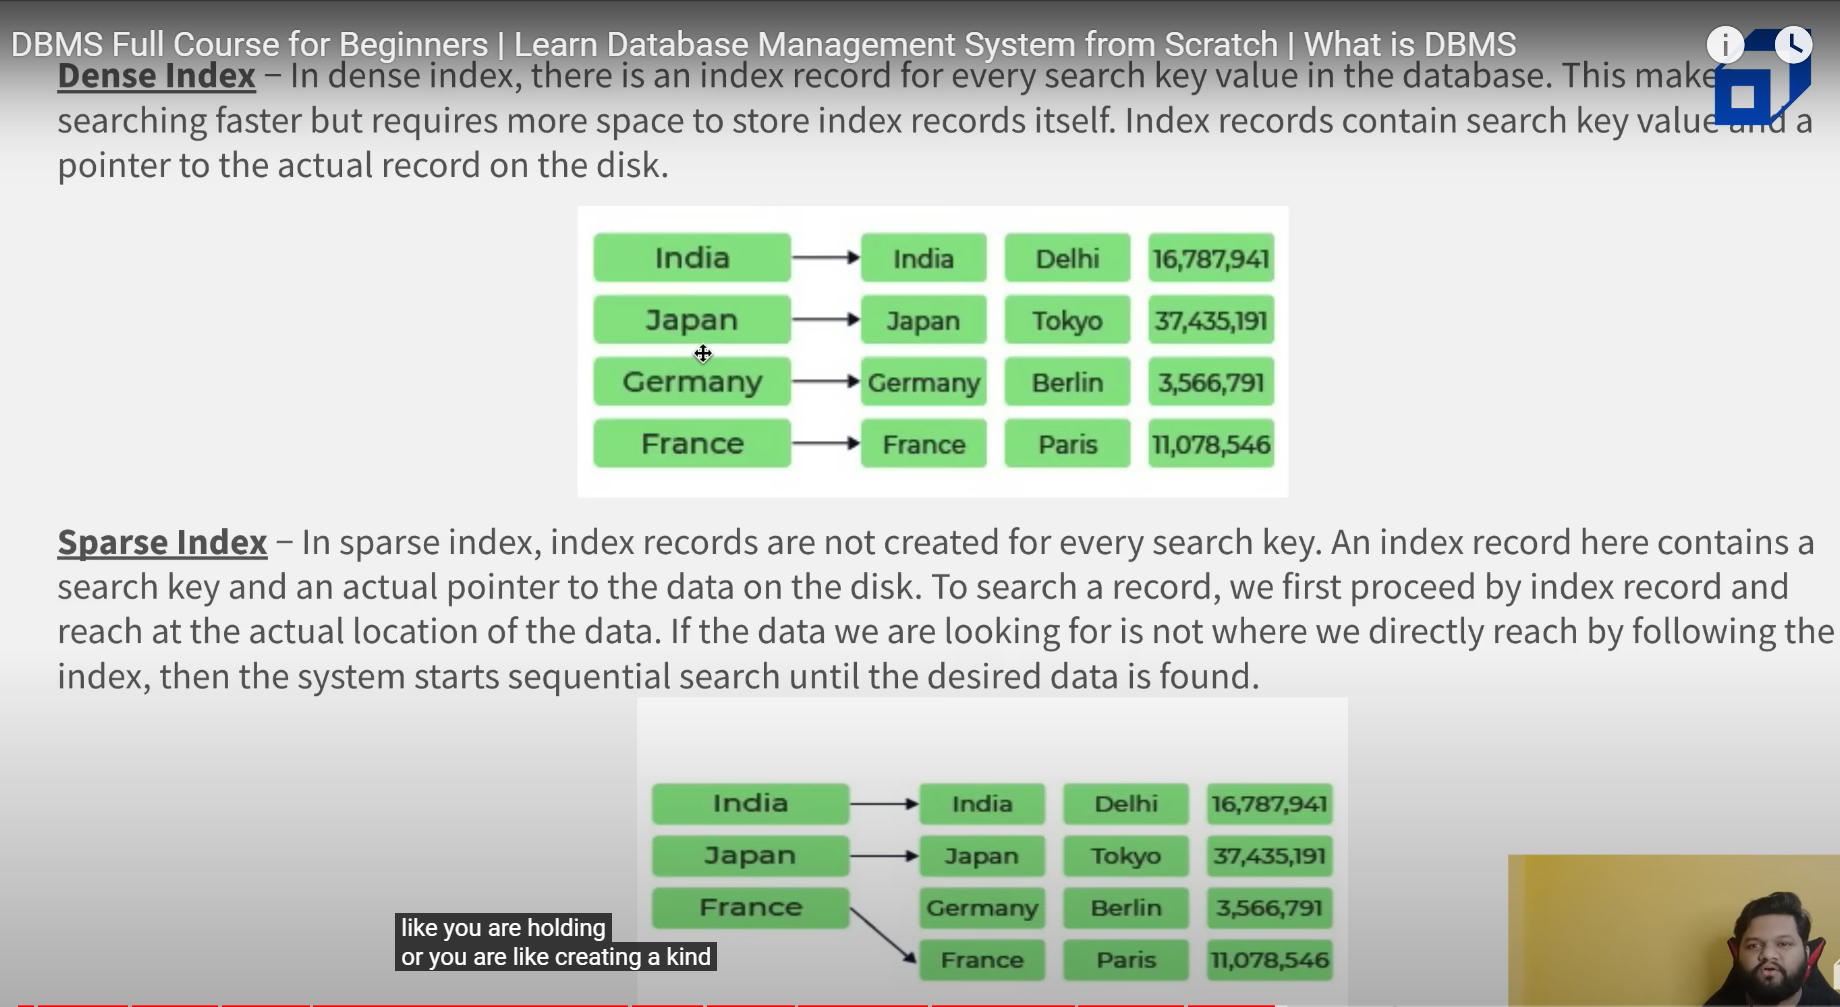 DBMS Full Course for Beginners | Learn Database Management System from Scratch | What is DBMS
Dense Index – In dense index, there is an index record for every search key value in the database. This make
searching faster but requires more space to store index records itself. Index records contain search key value and a
pointer to the actual record on the disk.
India India Delhi 16,787,941
Japan Japan Tokyo 37,435,191
Germany Germany Berlin 3,566,791
France France Paris 11,078,546
Sparse Index – In sparse index, index records are not created for every search key. An index record here contains a
search key and an actual pointer to the data on the disk. To search a record, we first proceed by index record and
reach at the actual location of the data. If the data we are looking for is not where we directly reach by following the
index, then the system starts sequential search until the desired data is found.
India India Delhi 16,787,941
Japan Japan Tokyo 37,435,191
France Germany Berlin 3,566,791
France Paris 11,078,546
like you are holding
or you are like creating a kind